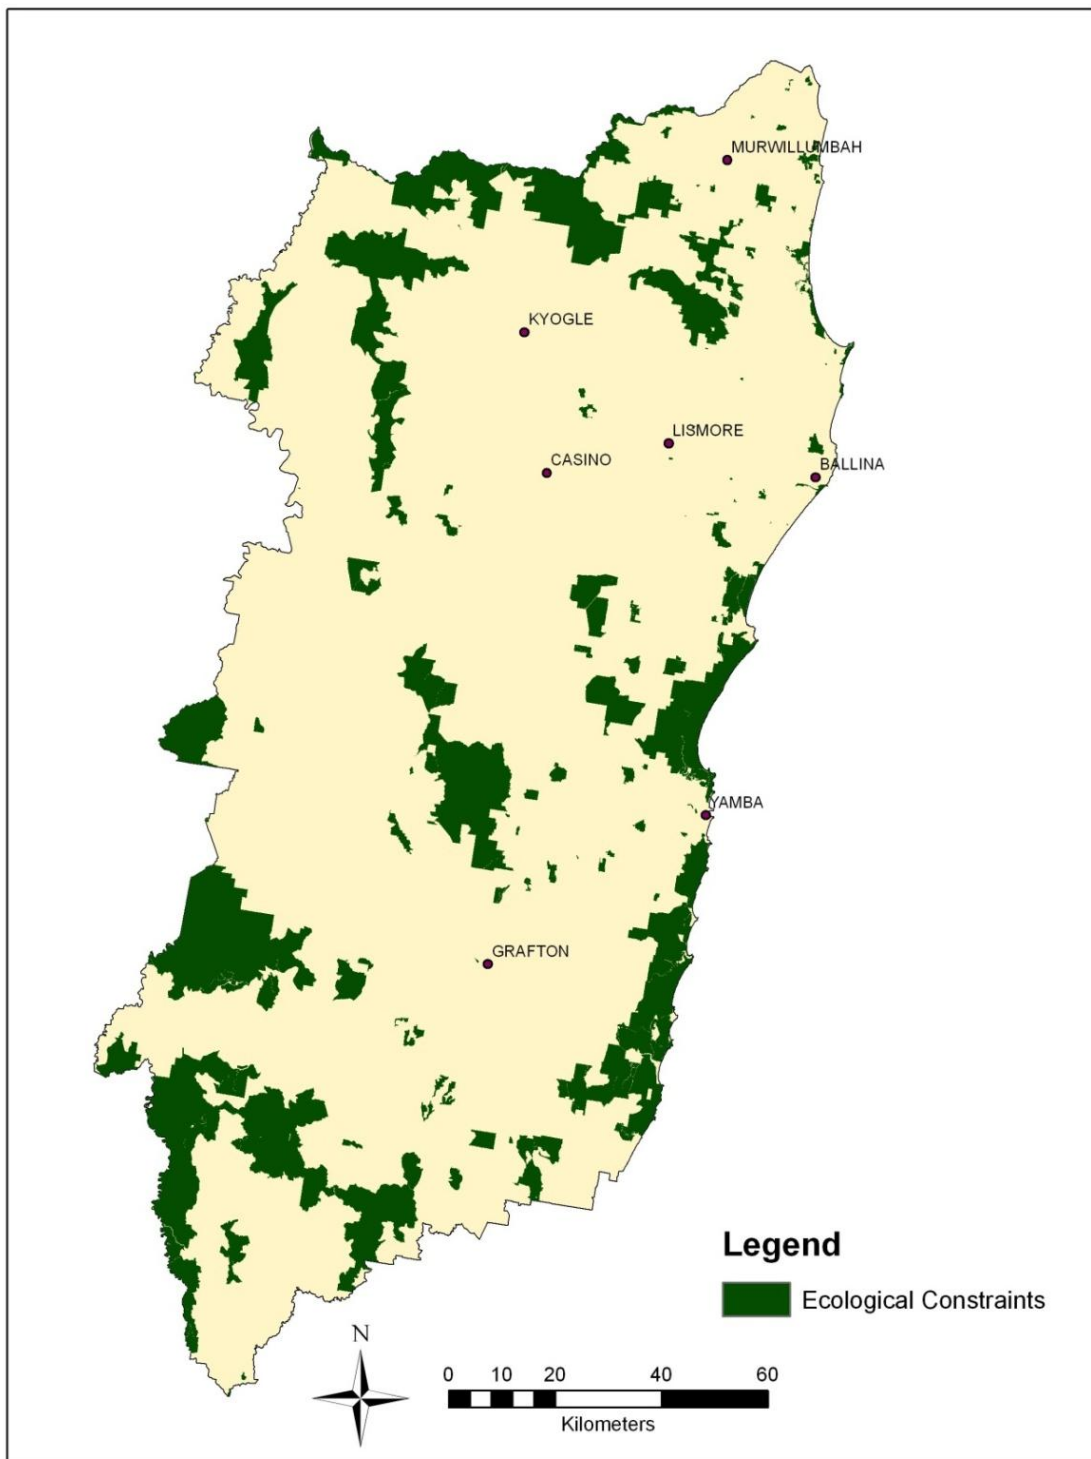 MURWILLUMBAH
KYOGLE
LISMORE
CASINO
BALLINA
YAMBA
GRAFTON
Legend
Ecological Constraints
N
0 10 20 40 60
Kilometers